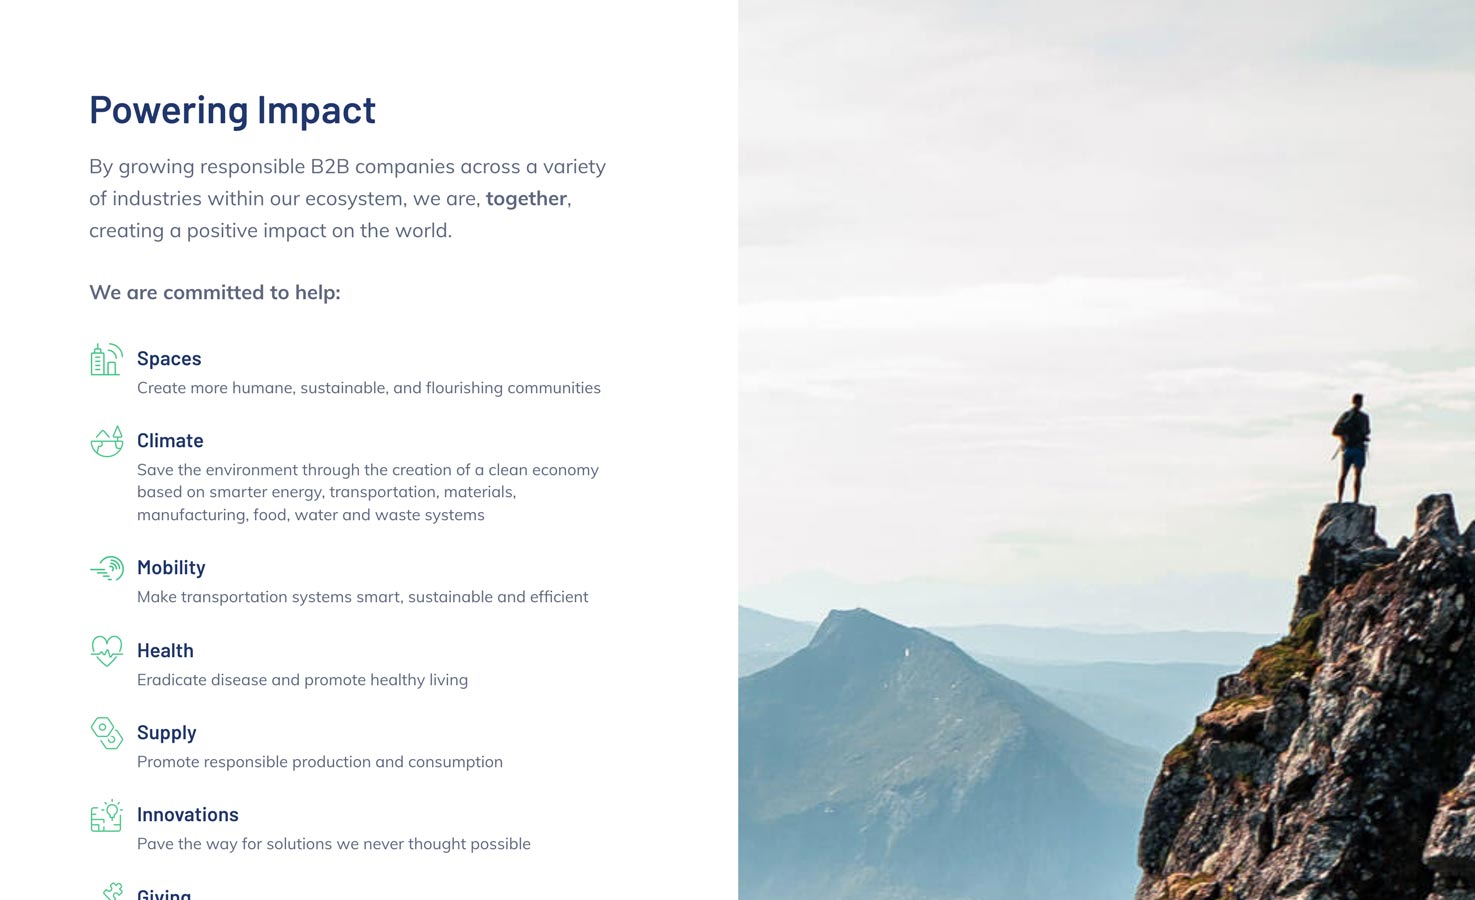 Powering Impact
By growing responsible B2B companies across a variety
of industries within our ecosystem, we are, together,
creating a positive impact on the world.
We are committed to help:
Spaces
Create more humane, sustainable, and flourishing communities
Climate
Save the environment through the creation of a clean economy
based on smarter energy, transportation, materials,
manufacturing, food, water and waste systems
Mobility
Make transportation systems smart, sustainable and efficient
Health
Eradicate disease and promote healthy living
Supply
Promote responsible production and consumption
Innovations
Pave the way for solutions we never thought possible
Giving